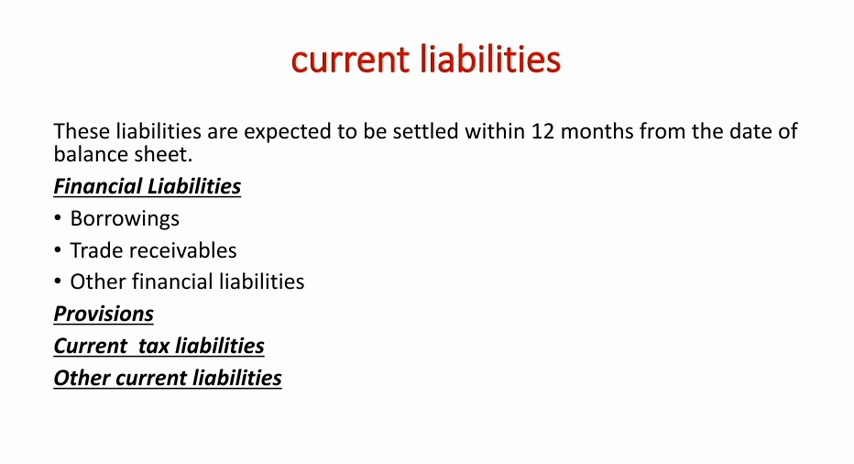 current liabilities
These liabilities are expected to be settled within 12 months from the date of
balance sheet.
Financial Liabilities
• Borrowings
• Trade receivables
• Other financial liabilities
Provisions
Current  tax liabilities
Other current liabilities